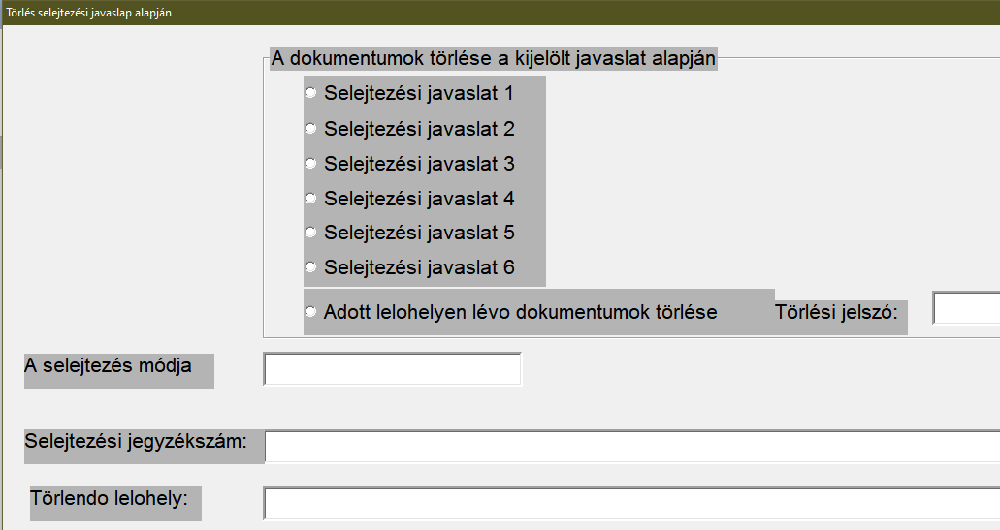 Törlés selejtezési javaslap alapján
A dokumentumok törlése a kijelölt javaslat alapján
Selejtezési javaslat 1
Selejtezési javaslat 2
Selejtezési javaslat 3
Selejtezési javaslat 4
Selejtezési javaslat 5
Selejtezési javaslat 6
Adott lelohelyen lévo dokumentumok törlése Törlési jelszó:
A selejtezés módja
Selejtezési jegyzékszám:
Törlendo lelohely: